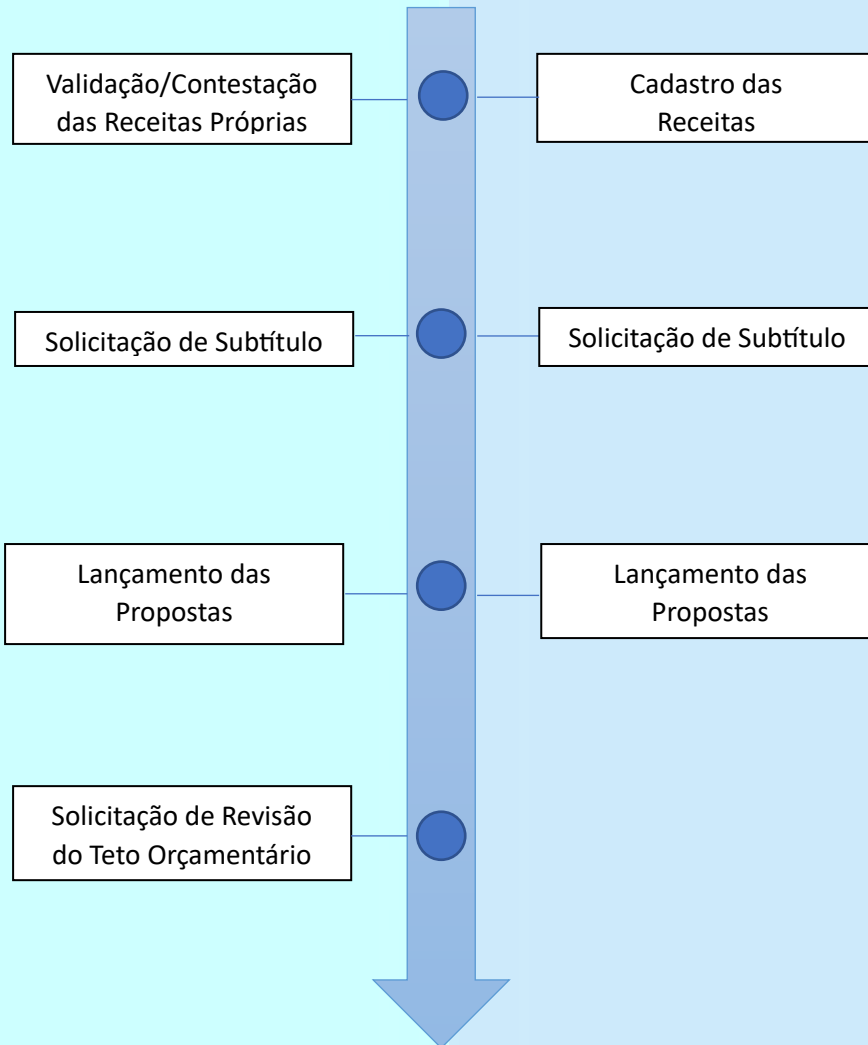 Validação/Contestação
das Receitas Próprias
Cadastro das
Receitas
Solicitação de Subtítulo
Solicitação de Subtítulo
Lançamento das
Propostas
Lançamento das
Propostas
Solicitação de Revisão
do Teto Orçamentário